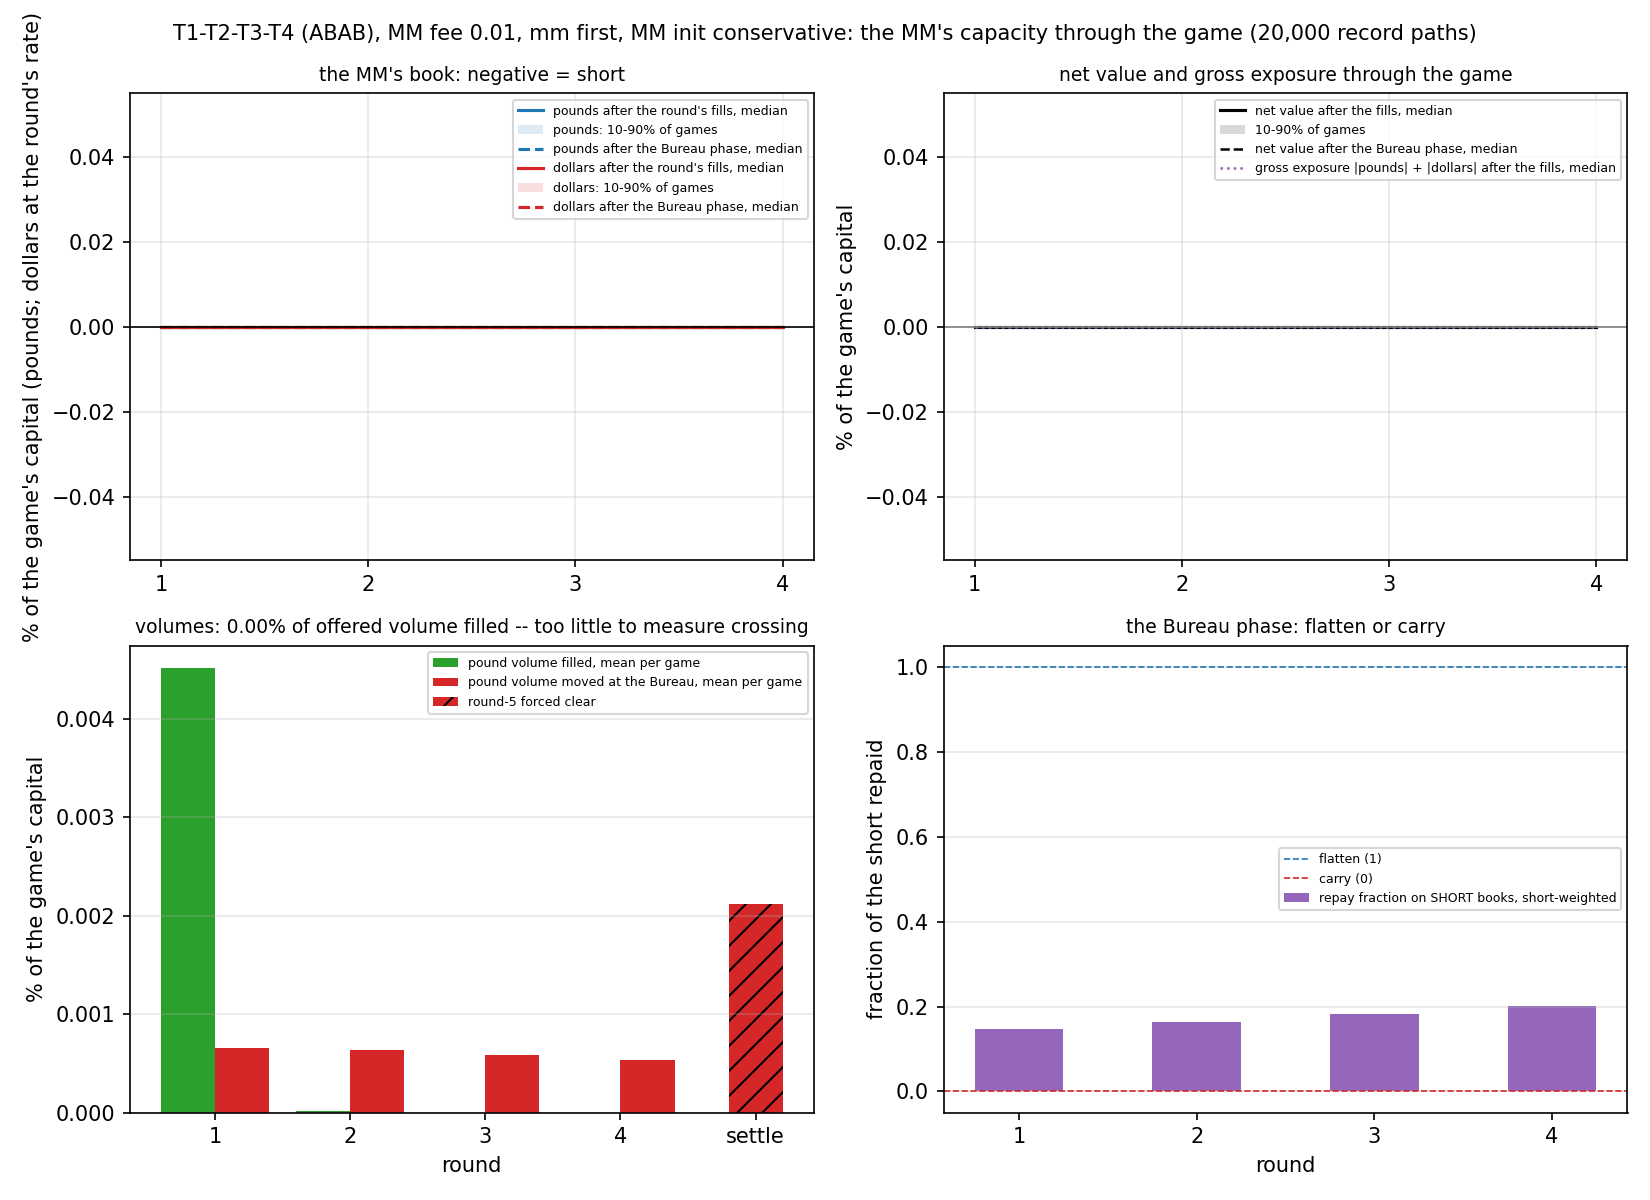 T1-T2-T3-T4 (ABAB), MM fee 0.01, mm first, MM init conservative: the MM's capacity through the game (20,000 record paths)
the MM's book: negative = short
% of the game's capital (pounds; dollars at the round's rate)
0.04
0.02
0.00
−0.02
−0.04
1
2
3
4
pounds after the round's fills, median
pounds: 10-90% of games
pounds after the Bureau phase, median
dollars after the round's fills, median
dollars: 10-90% of games
dollars after the Bureau phase, median
net value and gross exposure through the game
% of the game's capital
0.04
0.02
0.00
−0.02
−0.04
1
2
3
4
net value after the fills, median
10-90% of games
net value after the Bureau phase, median
gross exposure |pounds| + |dollars| after the fills, median
volumes: 0.00% of offered volume filled -- too little to measure crossing
% of the game's capital
0.004
0.003
0.002
0.001
0.000
1
2
3
4
settle
round
pound volume filled, mean per game
pound volume moved at the Bureau, mean per game
round-5 forced clear
the Bureau phase: flatten or carry
fraction of the short repaid
1.0
0.8
0.6
0.4
0.2
0.0
1
2
3
4
round
flatten (1)
carry (0)
repay fraction on SHORT books, short-weighted